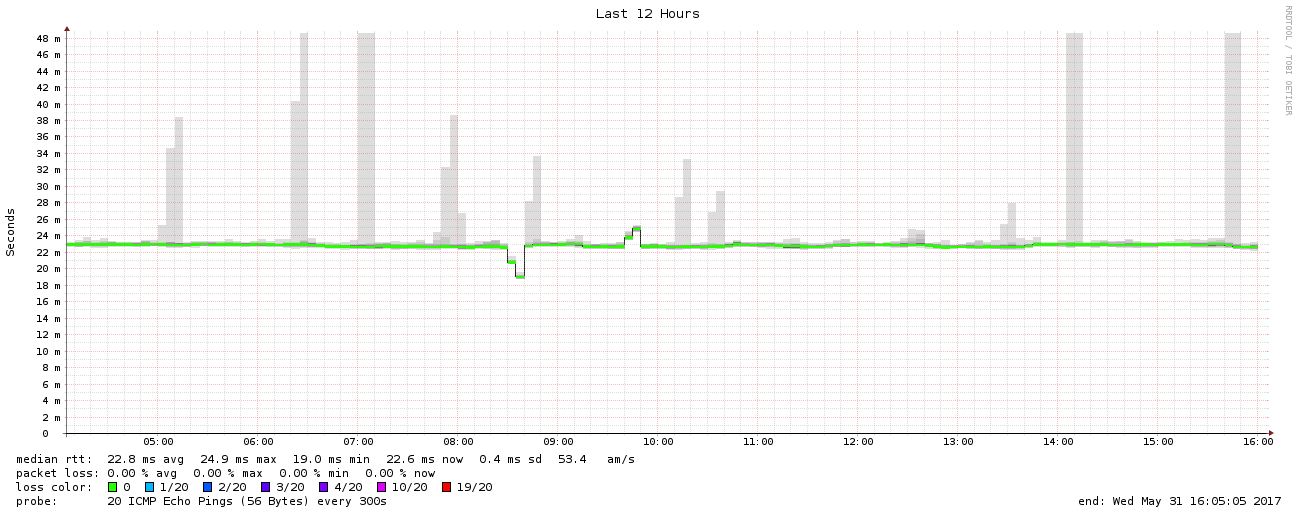 Last 12 Hours
RRDTOOL / TOBI OETIKER
Seconds
48 m
46 m
44 m
42 m
40 m
38 m
36 m
34 m
32 m
30 m
28 m
26 m
24 m
22 m
20 m
18 m
16 m
14 m
12 m
10 m
8 m
6 m
4 m
2 m
0
05:00 06:00 07:00 08:00 09:00 10:00 11:00 12:00 13:00 14:00 15:00 16:00
median rtt: 22.8 ms avg 24.9 ms max 19.0 ms min 22.6 ms now 0.4 ms sd 53.4 am/s
packet loss: 0.00 % avg 0.00 % max 0.00 % min 0.00 % now
loss color: 0 1/20 2/20 3/20 4/20 10/20 19/20
probe: 20 ICMP Echo Pings (56 Bytes) every 300s end: Wed May 31 16:05:05 2017